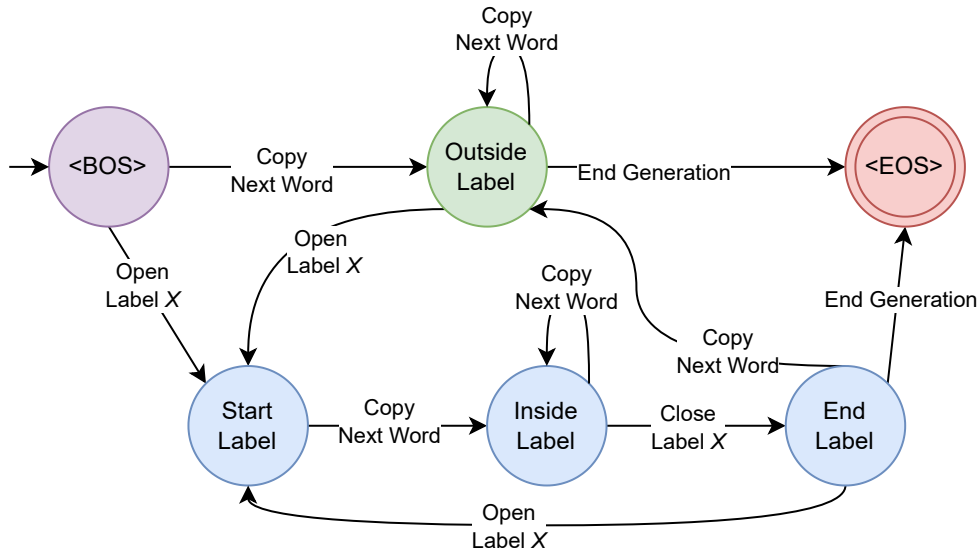 Copy
Next Word
<BOS>
Copy
Next Word
Outside
Label
End Generation
<EOS>
Open
Label X
Open
Label X
Copy
Next Word
End Generation
Copy
Next Word
Start
Label
Copy
Next Word
Inside
Label
Close
Label X
End
Label
Open
Label X